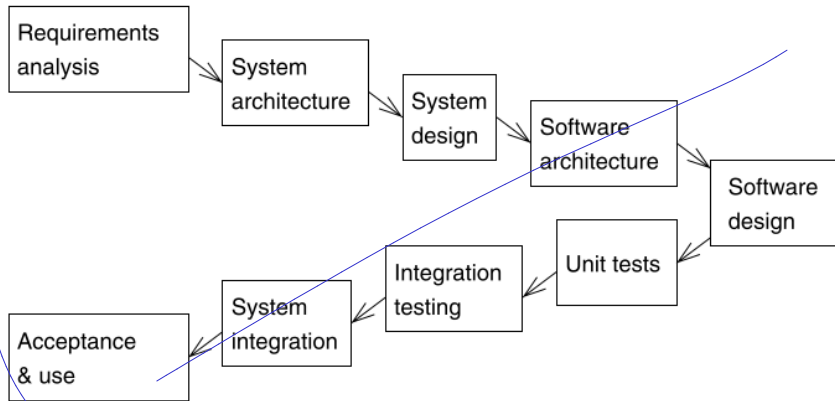 Requirements
analysis
System
architecture
System
design
Software
architecture
Software
design
Unit tests
Integration
testing
System
integration
Acceptance
& use